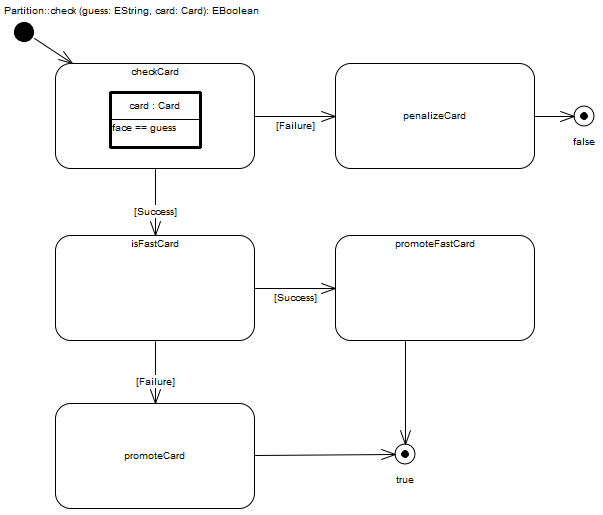 Partition::check (guess: EString, card: Card): EBoolean
checkCard
card : Card
face == guess
[Failure]
penalizeCard
false
[Success]
isFastCard
[Success]
promoteFastCard
[Failure]
promoteCard
true